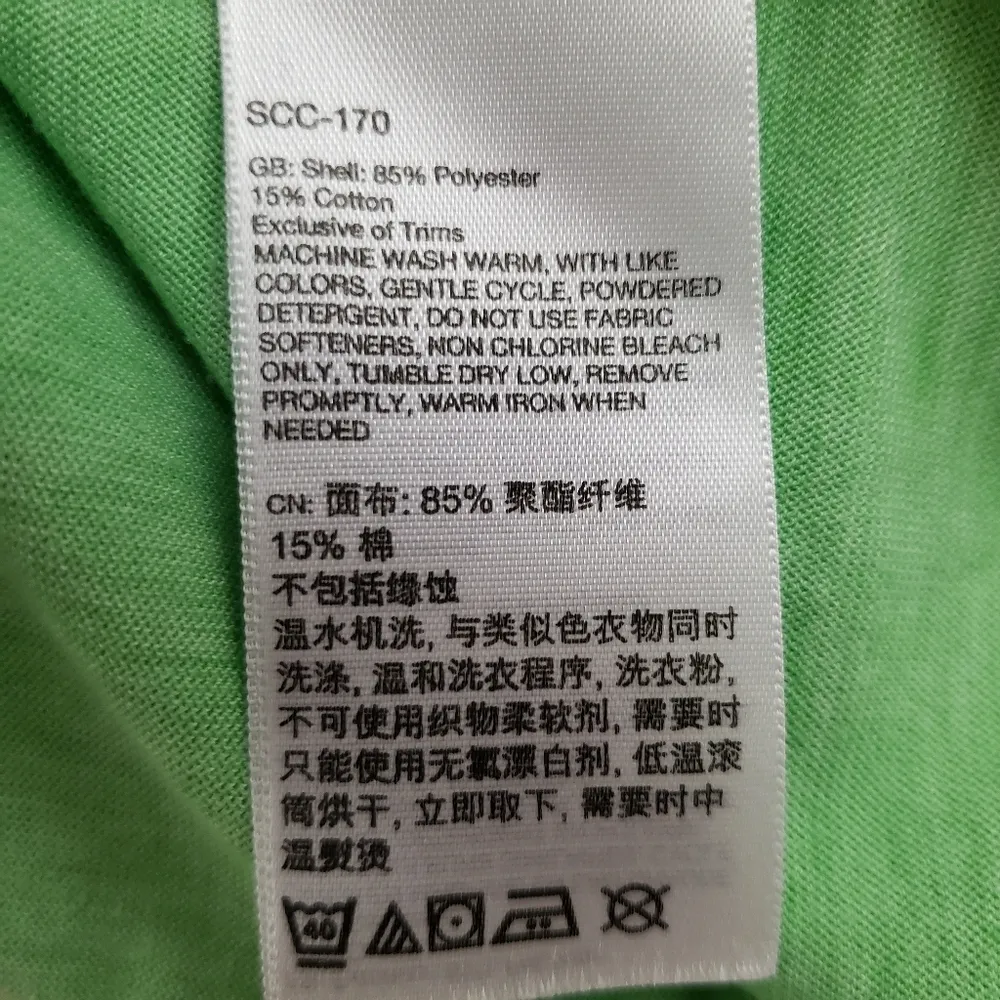 SCC-170
GB: Shell: 85% Polyester
15% Cotton
Exclusive of Trims
MACHINE WASH WARM, WITH LIKE
COLORS, GENTLE CYCLE, POWDERED
DETERGENT, DO NOT USE FABRIC
SOFTENERS, NON CHLORINE BLEACH
ONLY, TUMBLE DRY LOW, REMOVE
PROMPTLY, WARM IRON WHEN
NEEDED
CN: 面布: 85% 聚酯纤维
15% 棉
不包括缘蚀
温水机洗, 与类似色衣物同时
洗涤, 温和洗衣程序, 洗衣粉,
不可使用织物柔软剂, 需要时
只能使用无氯漂白剂, 低温滚
筒烘干, 立即取下, 需要时中
温熨烫
40